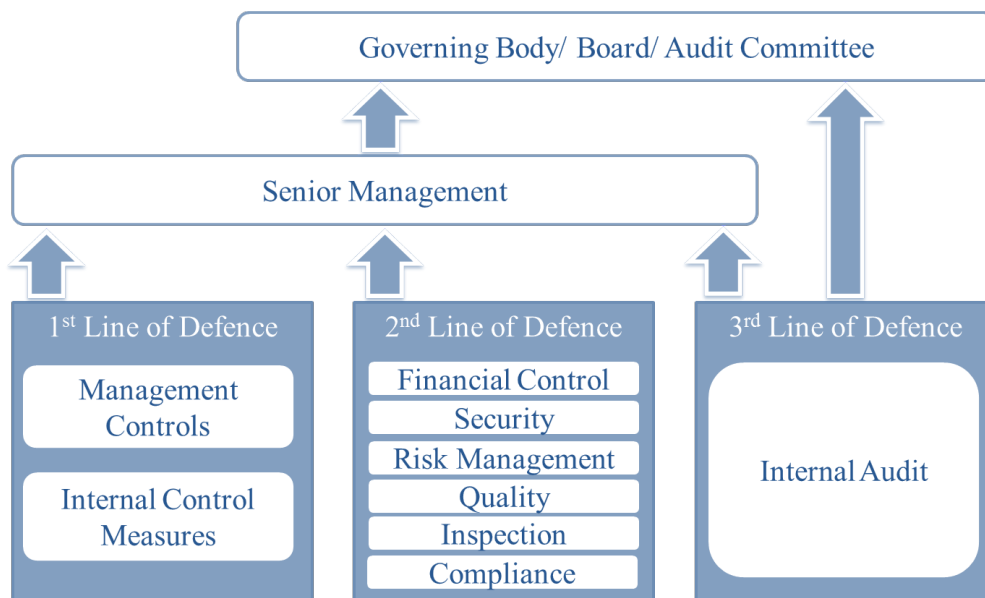 Governing Body/ Board/ Audit Committee
Senior Management
1st Line of Defence
Management
Controls
Internal Control
Measures
2nd Line of Defence
Financial Control
Security
Risk Management
Quality
Inspection
Compliance
3rd Line of Defence
Internal Audit